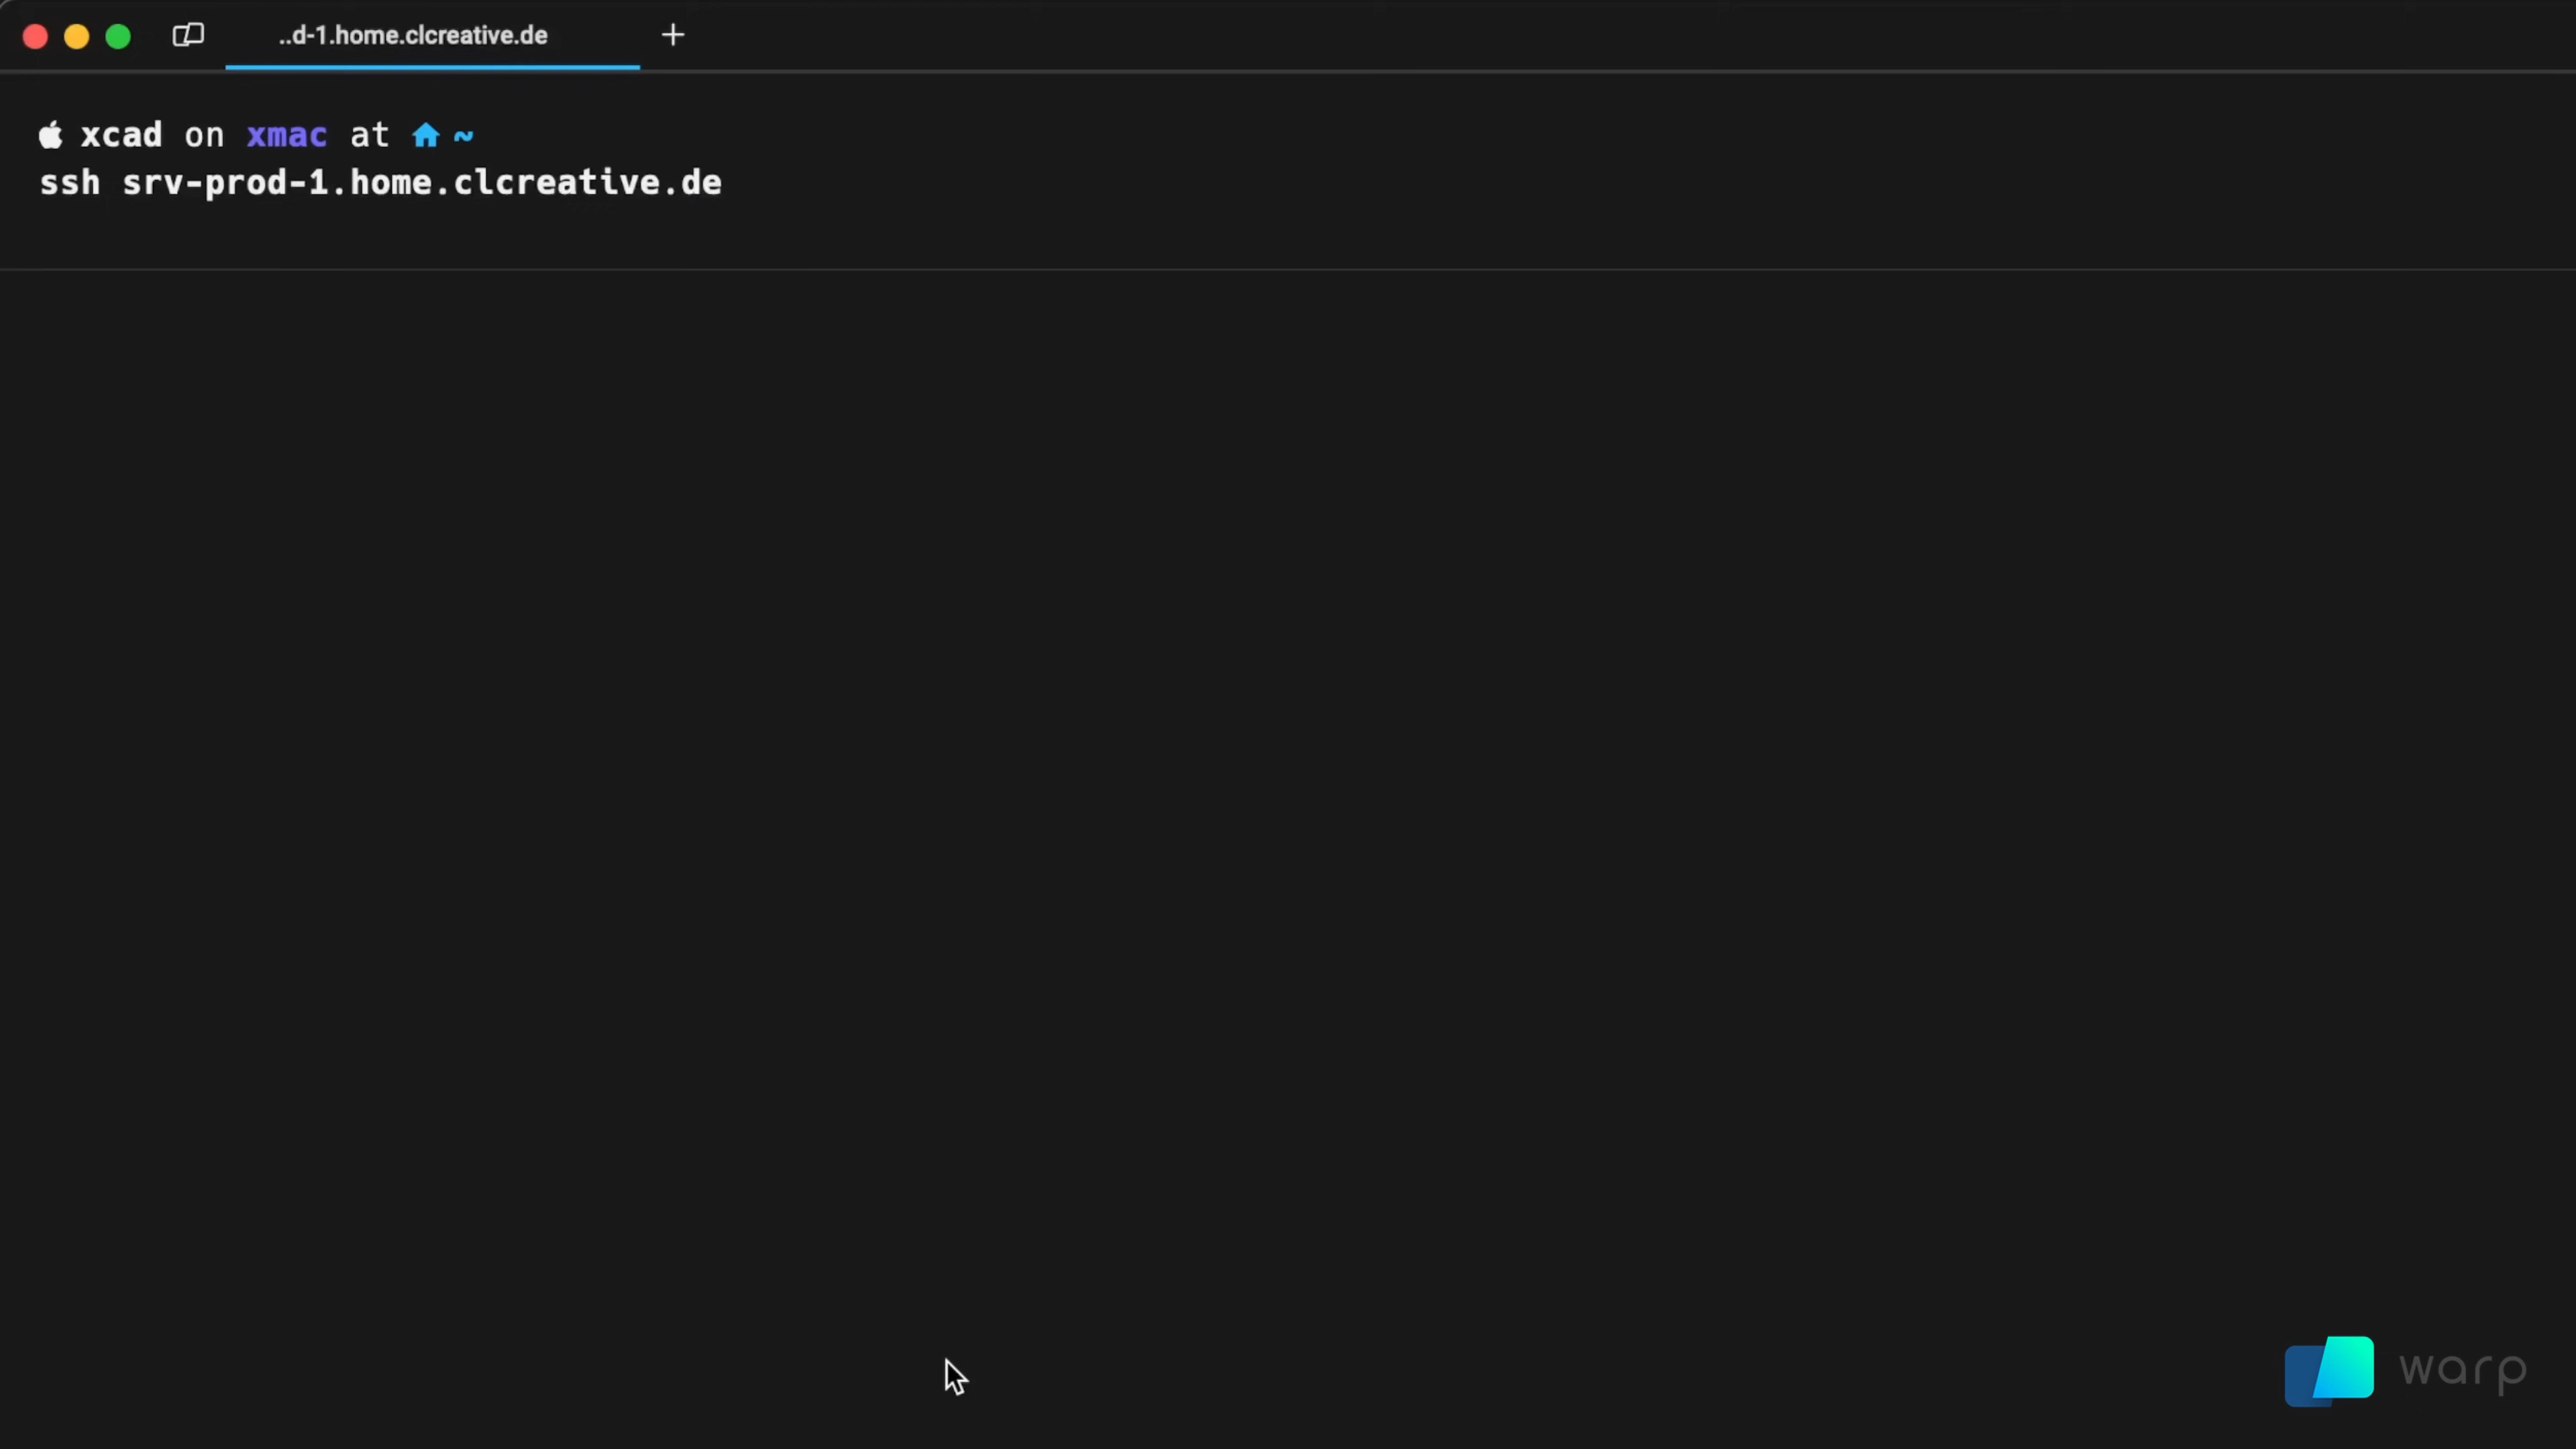 ..d-1.home.clcreative.de
xcad on xmac at ~
ssh srv-prod-1.home.clcreative.de
warp